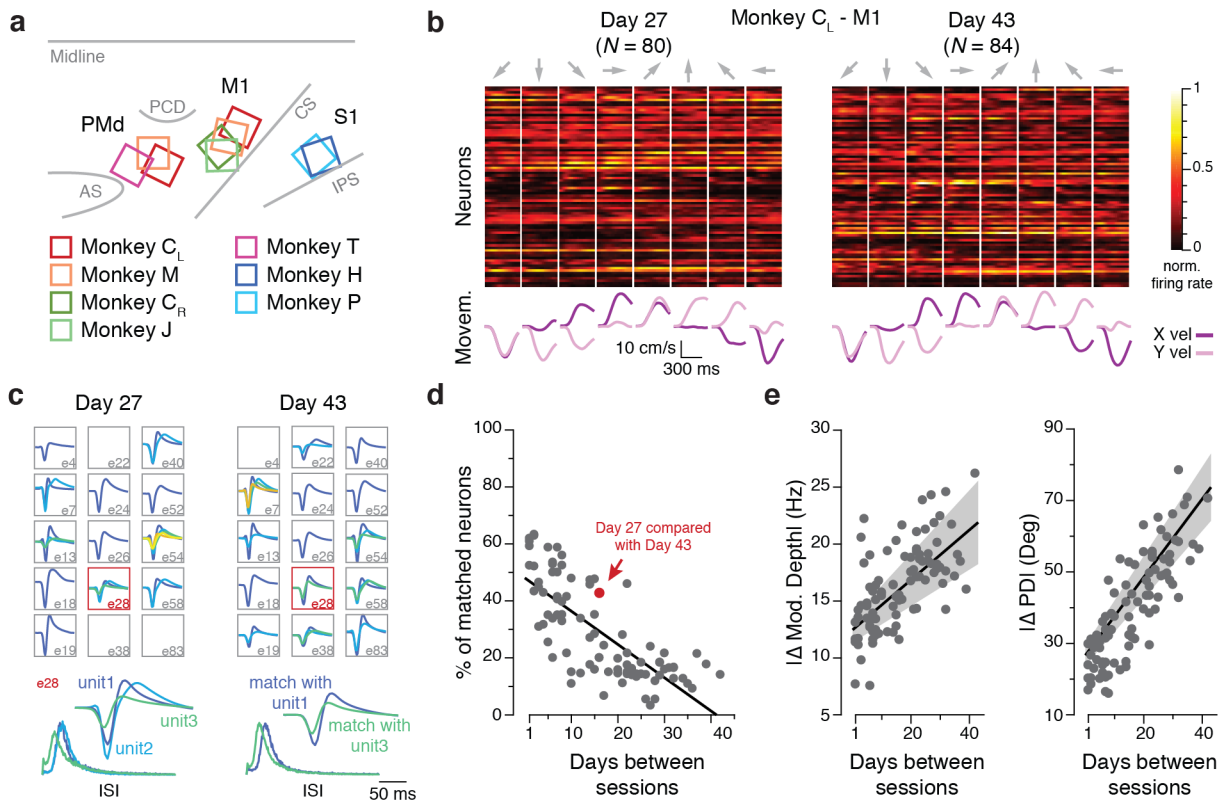 a
Midline
PCD
M1
CS
PMd
S1
AS
IPS
Monkey CL
Monkey M
Monkey CR
Monkey J
Monkey T
Monkey H
Monkey P
b
Monkey CL - M1
Day 27
(N = 80)
Day 43
(N = 84)
Neurons
1
0.5
0
norm.
firing rate
Movem.
10 cm/s
300 ms
X vel
Y vel
c
Day 27
Day 43
e4
e22
e40
e7
e24
e52
e13
e26
e54
e18
e28
e58
e19
e38
e83
e4
e22
e40
e7
e24
e52
e13
e26
e54
e18
e28
e58
e19
e38
e83
e28
unit1
unit3
unit2
ISI
match with
unit1
match with
unit3
ISI
50 ms
d
% of matched neurons
100
80
60
40
20
0
Day 27 compared
with Day 43
1
10
20
30
40
Days between
sessions
e
|Δ Mod. Depth| (Hz)
30
25
20
15
10
5
1
20
40
Days between
sessions
|Δ PD| (Deg)
90
70
50
30
10
1
20
40
Days between
sessions